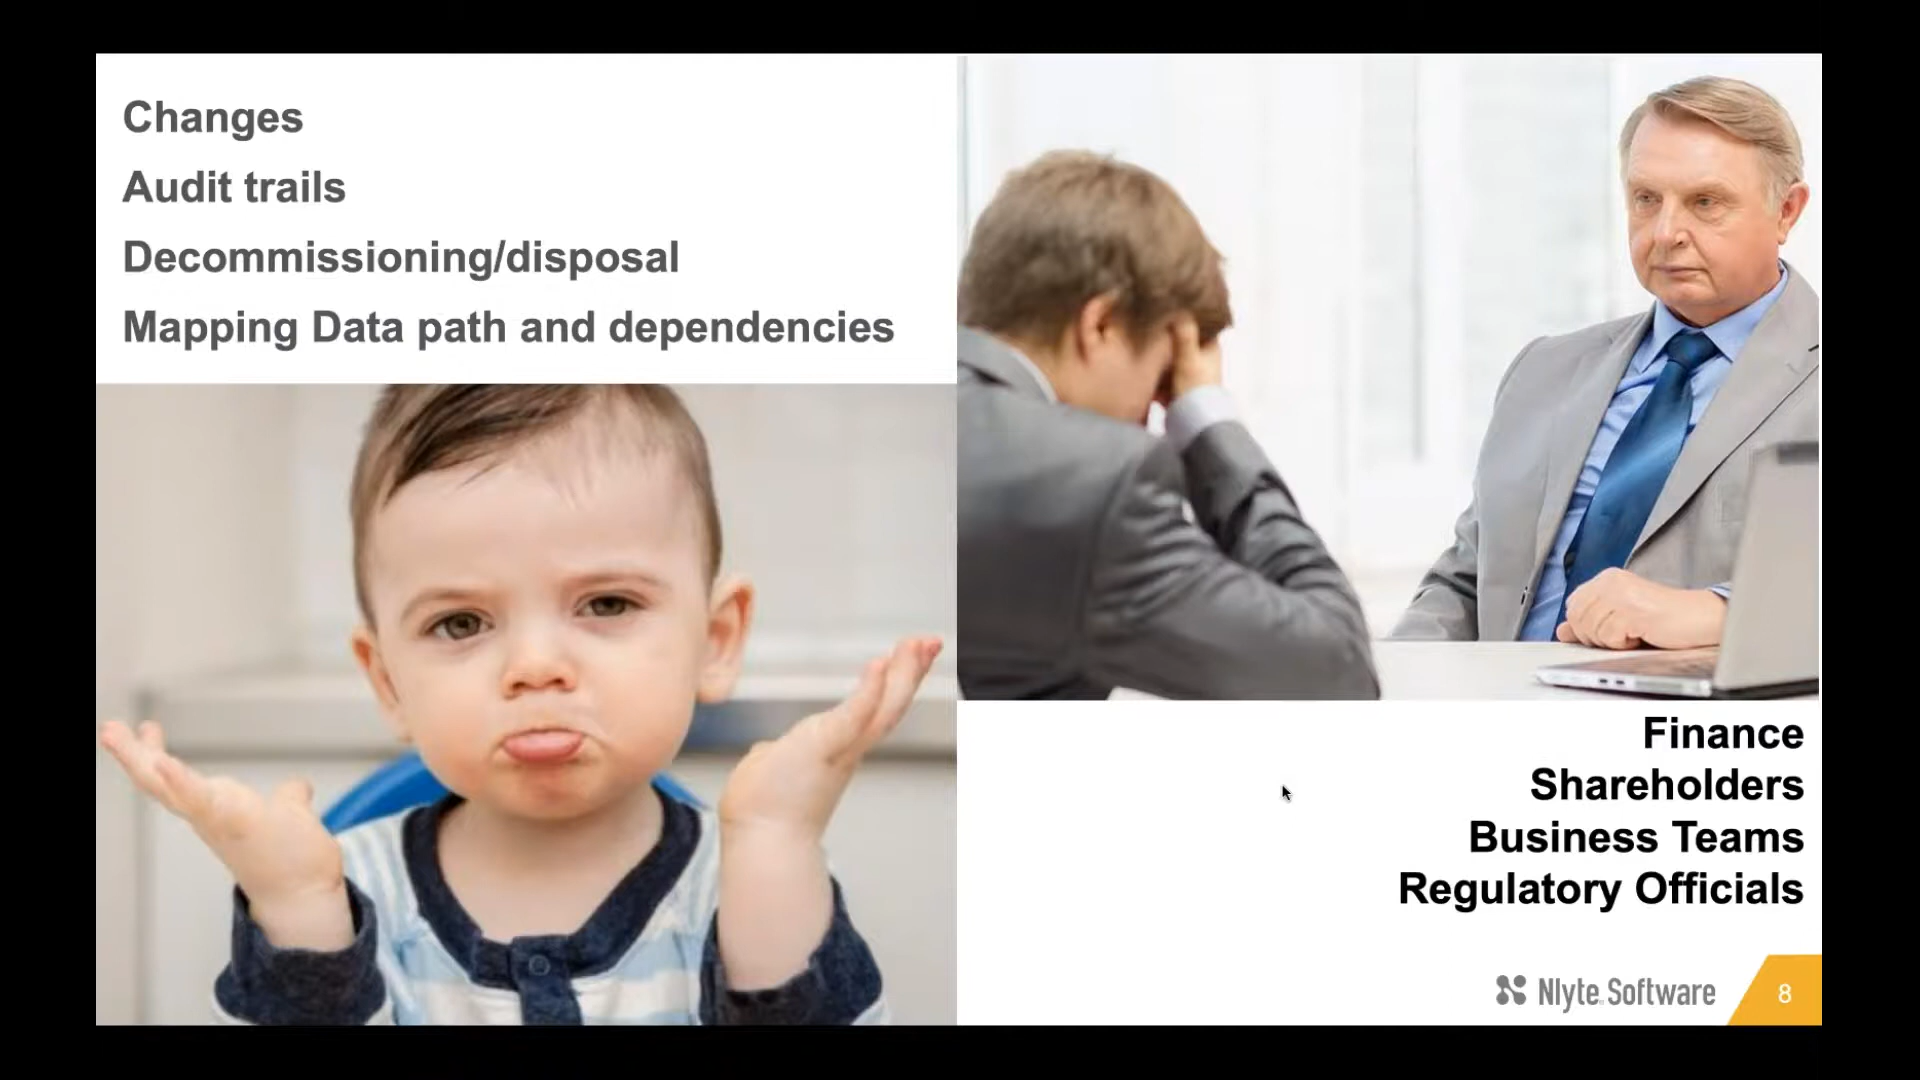 Changes
Audit trails
Decommissioning/disposal
Mapping Data path and dependencies
Finance
Shareholders
Business Teams
Regulatory Officials
Nlyte Software
8